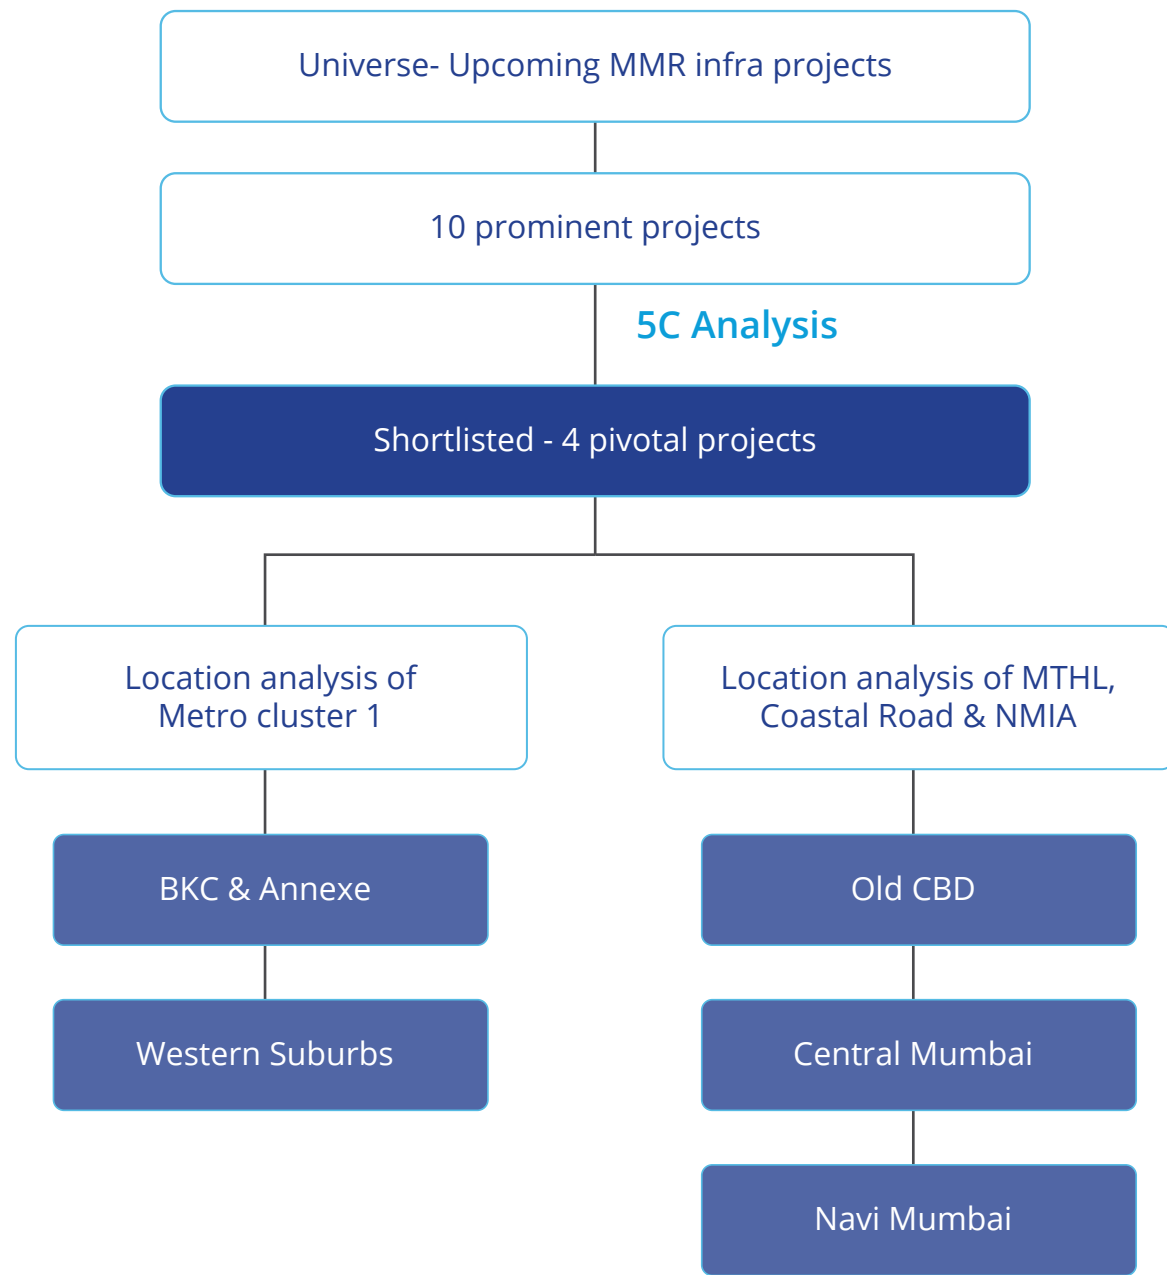 Universe- Upcoming MMR infra projects
10 prominent projects
5C Analysis
Shortlisted - 4 pivotal projects
Location analysis of
Metro cluster 1
BKC & Annexe
Western Suburbs
Location analysis of MTHL,
Coastal Road & NMIA
Old CBD
Central Mumbai
Navi Mumbai